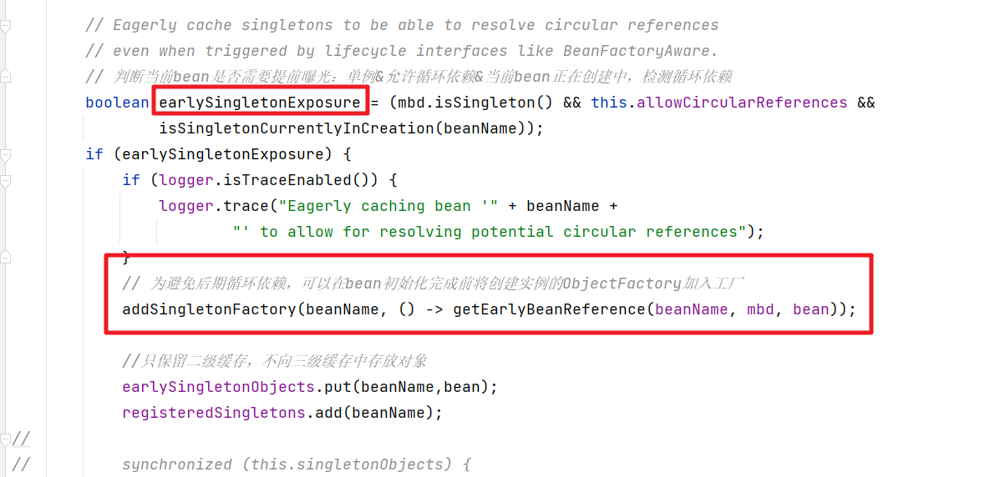 // Eagerly cache singletons to be able to resolve circular references
// even when triggered by lifecycle interfaces like BeanFactoryAware.
// 判断当前bean是否需要提前曝光：单例&允许循环依赖&当前bean正在创建中，检测循环依赖
boolean earlySingletonExposure = (mbd.isSingleton() && this.allowCircularReferences &&
isSingletonCurrentlyInCreation(beanName));
if (earlySingletonExposure) {
if (logger.isTraceEnabled()) {
logger.trace("Eagerly caching bean '" + beanName +
"' to allow for resolving potential circular references");
}
// 为避免后期循环依赖，可以在bean初始化完成前将创建实例的ObjectFactory加入工厂
addSingletonFactory(beanName, () -> getEarlyBeanReference(beanName, mbd, bean));
//只保留二级缓存，不向三级缓存中存放对象
earlySingletonObjects.put(beanName,bean);
registeredSingletons.add(beanName);
//
// synchronized (this.singletonObjects) {